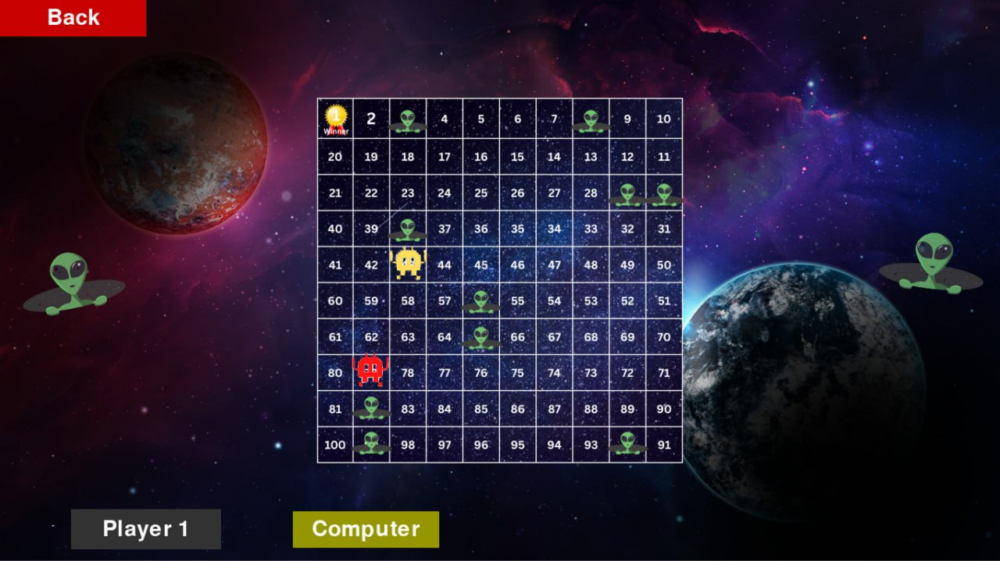 Back
1 2 4 5 6 7 9 10
Winner
20 19 18 17 16 15 14 13 12 11
21 22 23 24 25 26 27 28
40 39 37 36 35 34 33 32 31
41 42 44 45 46 47 48 49 50
60 59 58 57 55 54 53 52 51
61 62 63 64 66 67 68 69 70
80 78 77 76 75 74 73 72 71
81 83 84 85 86 87 88 89 90
100 98 97 96 95 94 93 91
Player 1 Computer